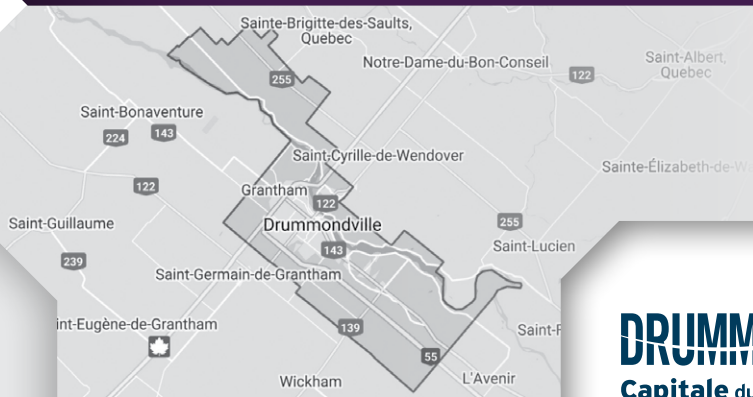 Sainte-Brigitte-des-Saults,
Quebec
Notre-Dame-du-Bon-Conseil
Saint-Albert,
Quebec
255
122
Saint-Bonaventure
224
143
Saint-Cyrille-de-Wendover
Sainte-Élizabeth-de-W
122
Grantham
122
Saint-Guillaume
Drummondville
255
143
Saint-Lucien
239
Saint-Germain-de-Grantham
int-Eugène-de-Grantham
139
Saint-F
55
Wickham
L'Avenir
DRUMM
Capitale du